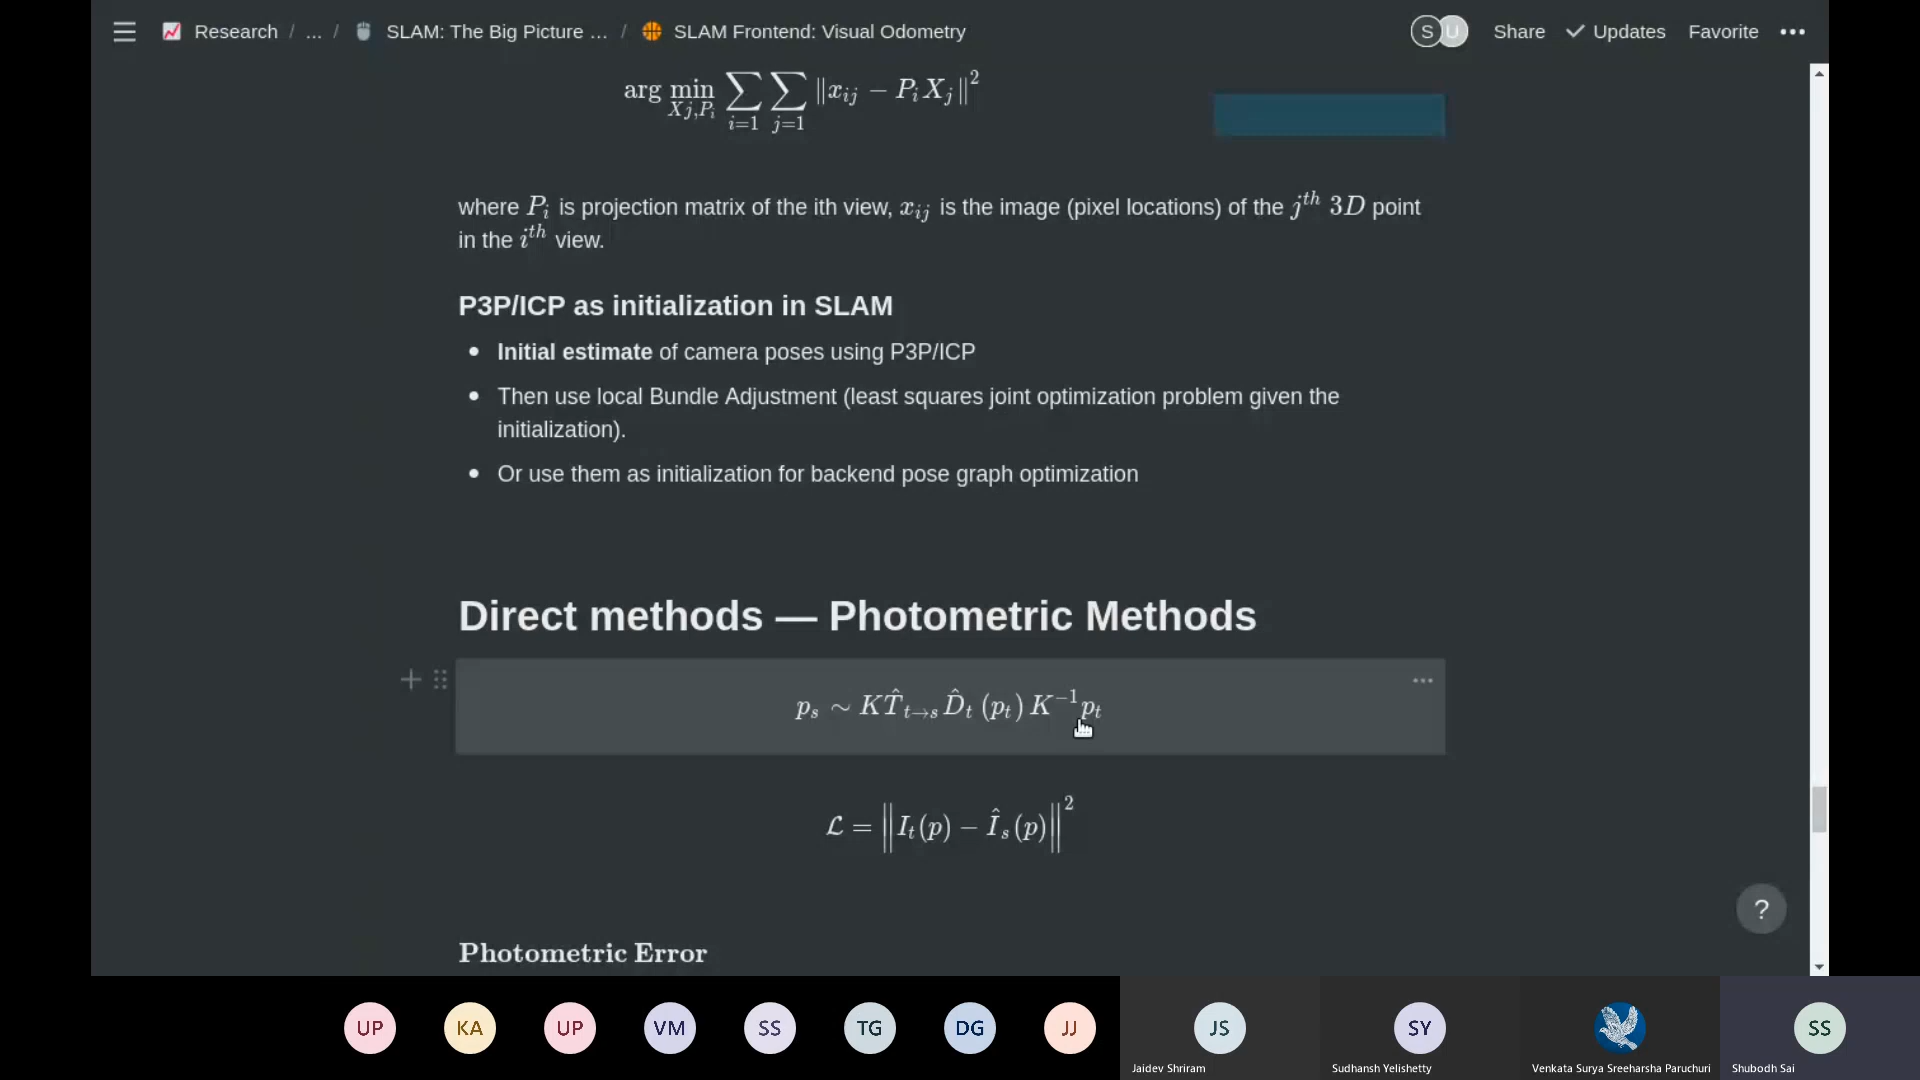 Research / ... / SLAM: The Big Picture ... / SLAM Frontend: Visual Odometry
S U Share Updates Favorite •••
arg min_{Xj,P_i} ∑_{i=1} ∑_{j=1} ‖x_{ij} − P_i X_j‖^2
where P_i is projection matrix of the ith view, x_{ij} is the image (pixel locations) of the j^{th} 3D point
in the i^{th} view.
P3P/ICP as initialization in SLAM
• Initial estimate of camera poses using P3P/ICP
• Then use local Bundle Adjustment (least squares joint optimization problem given the
initialization).
• Or use them as initialization for backend pose graph optimization
Direct methods — Photometric Methods
p_s ∼ K T̂_{t→s} D̂_t (p_t) K^{−1} p_t
ℒ = ‖I_t(p) − Î_s(p)‖^2
?
Photometric Error
UP KA UP VM SS TG DG JJ JS SY SS
Jaidev Shriram Sudhansh Yelishetty Venkata Surya Sreeharsha Paruchuri Shubodh Sai